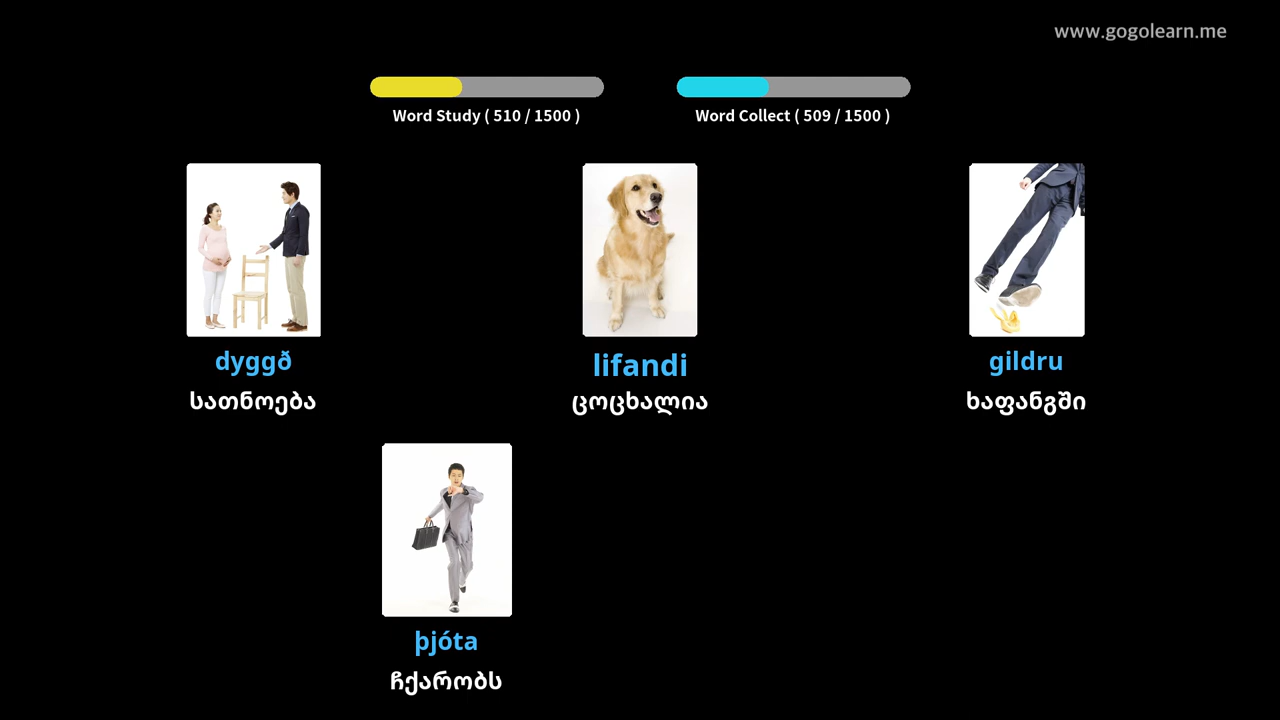 www.gogolearn.me
Word Study ( 510 / 1500 )
Word Collect ( 509 / 1500 )
dyggð
lifandi
gildru
სათნოება
ცოცხალია
ხაფანგში
þjóta
ჩქარობს